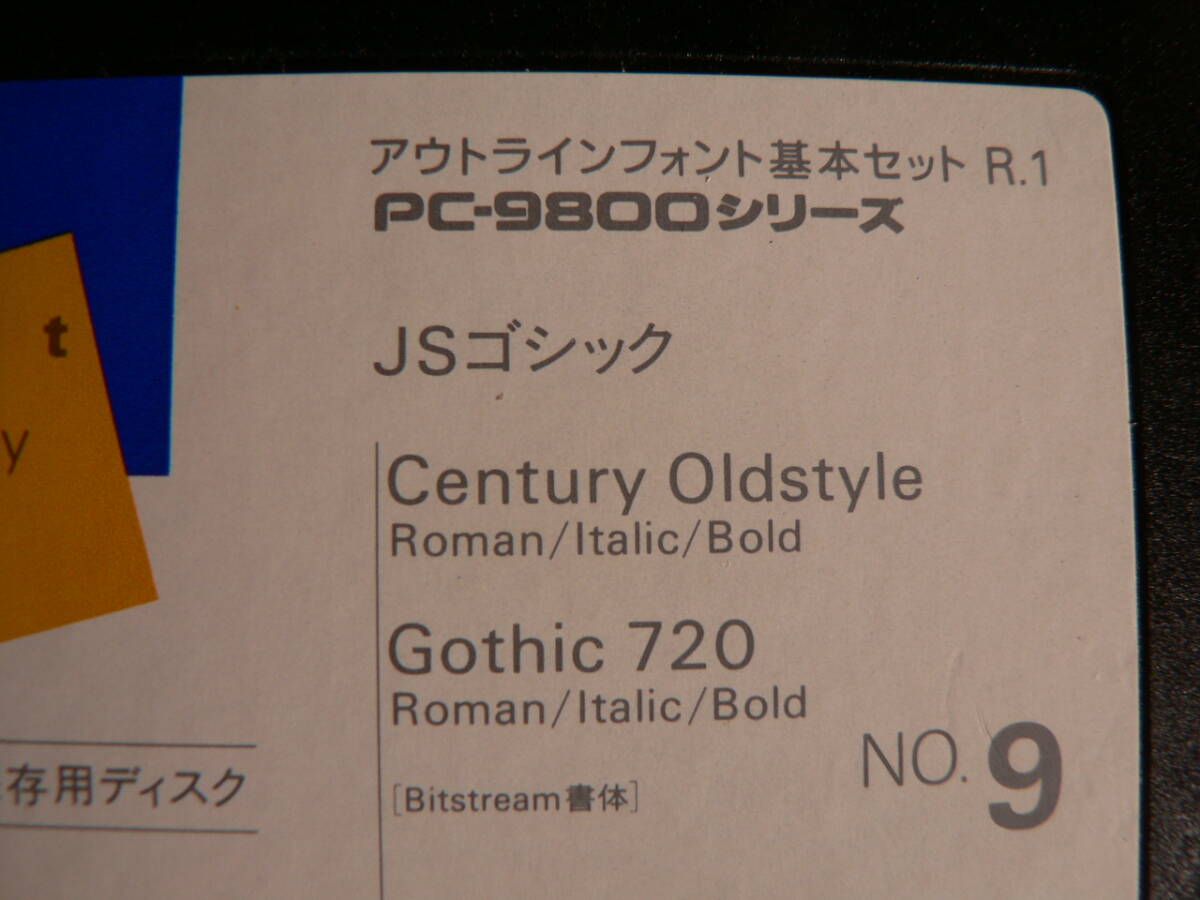 アウトラインフォント基本セット R.1
PC-9800シリーズ
t
y
JSゴシック
Century Oldstyle
Roman/Italic/Bold
Gothic 720
Roman/Italic/Bold
[Bitstream書体]
NO. 9
存用ディスク